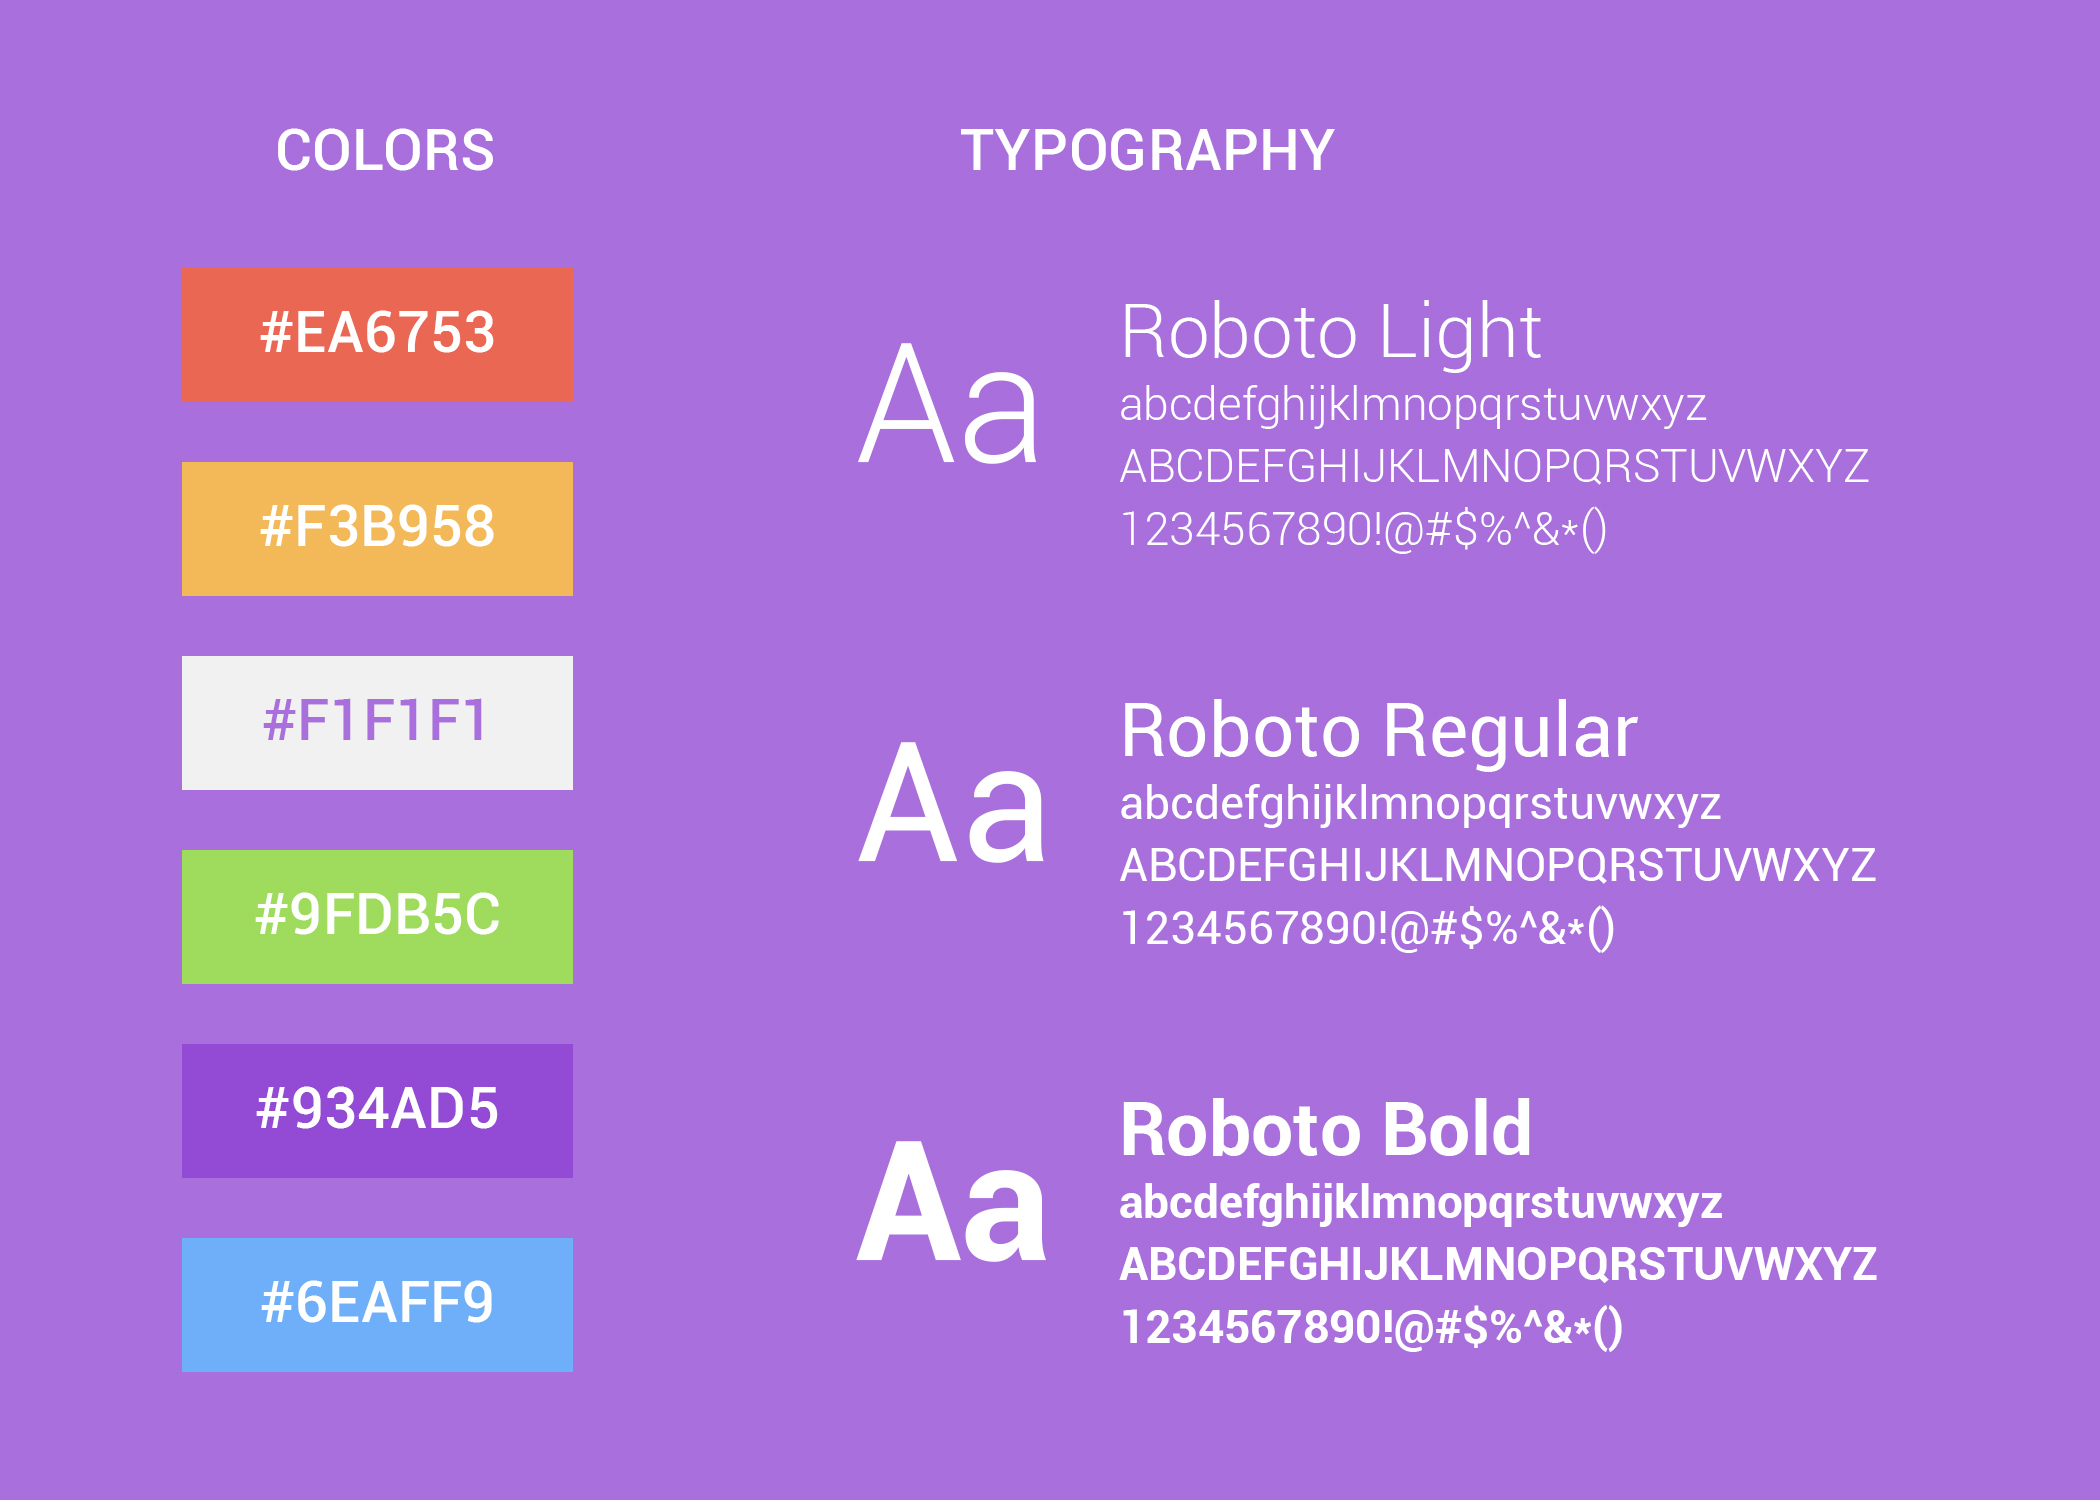 COLORS
#EA6753
#F3B958
#F1F1F1
#9FDB5C
#934AD5
#6EAFF9
TYPOGRAPHY
Aa
Roboto Light
abcdefghijklmnopqrstuvwxyz
ABCDEFGHIJKLMNOPQRSTUVWXYZ
1234567890!@#$%^&*()
Aa
Roboto Regular
abcdefghijklmnopqrstuvwxyz
ABCDEFGHIJKLMNOPQRSTUVWXYZ
1234567890!@#$%^&*()
Aa
Roboto Bold
abcdefghijklmnopqrstuvwxyz
ABCDEFGHIJKLMNOPQRSTUVWXYZ
1234567890!@#$%^&*()